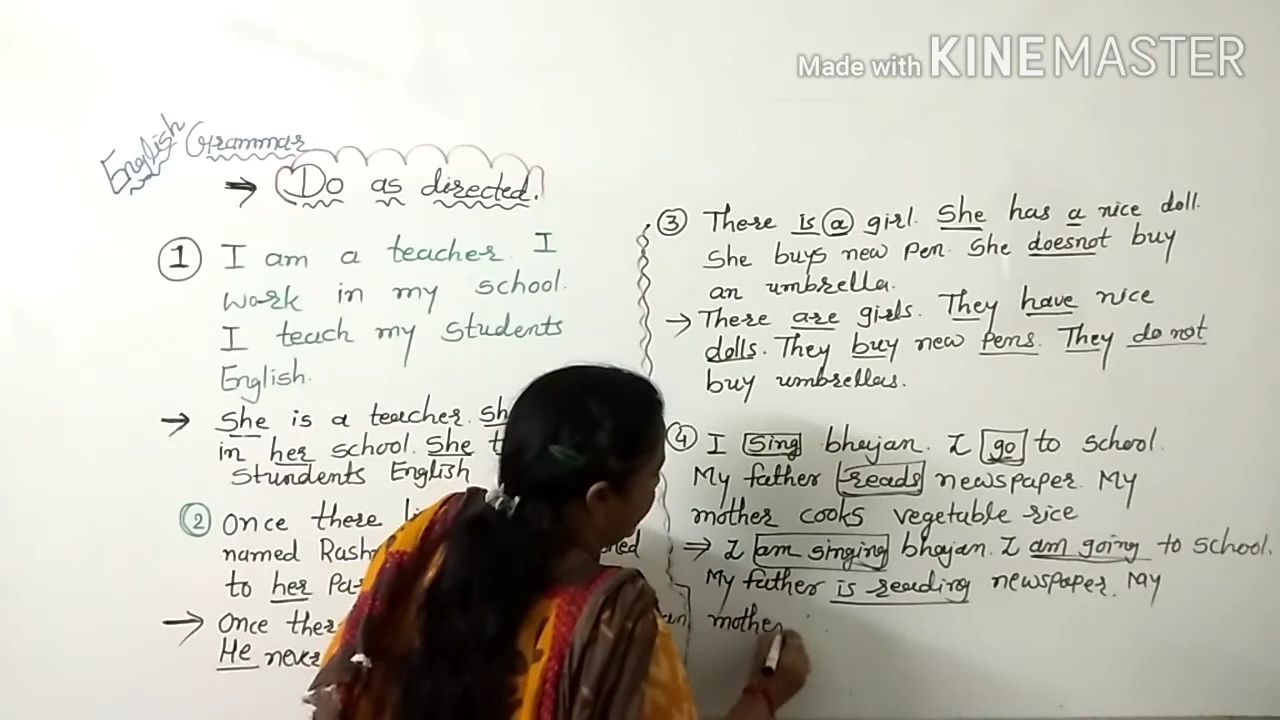 Made with KINEMASTER
English Grammar
→ Do as directed.
① I am a teacher. I
work in my school.
I teach my students
English.
→ She is a teacher. Sh
in her school. She t
Stundents English
② Once there
named Rash
to her
→ Once ther
He never
③ There is a girl. She has a nice doll.
She buys new pen. She doesnot buy
an umbrella.
→ There are girls. They have nice
dolls. They buy new pens. They do not
buy umbrellas.
④ I sing bhajan. I go to school.
My father reads newspaper. My
mother cooks vegetable rice
⇒ I am singing bhajan. I am going to school.
My father is reading newspaper. My
mother